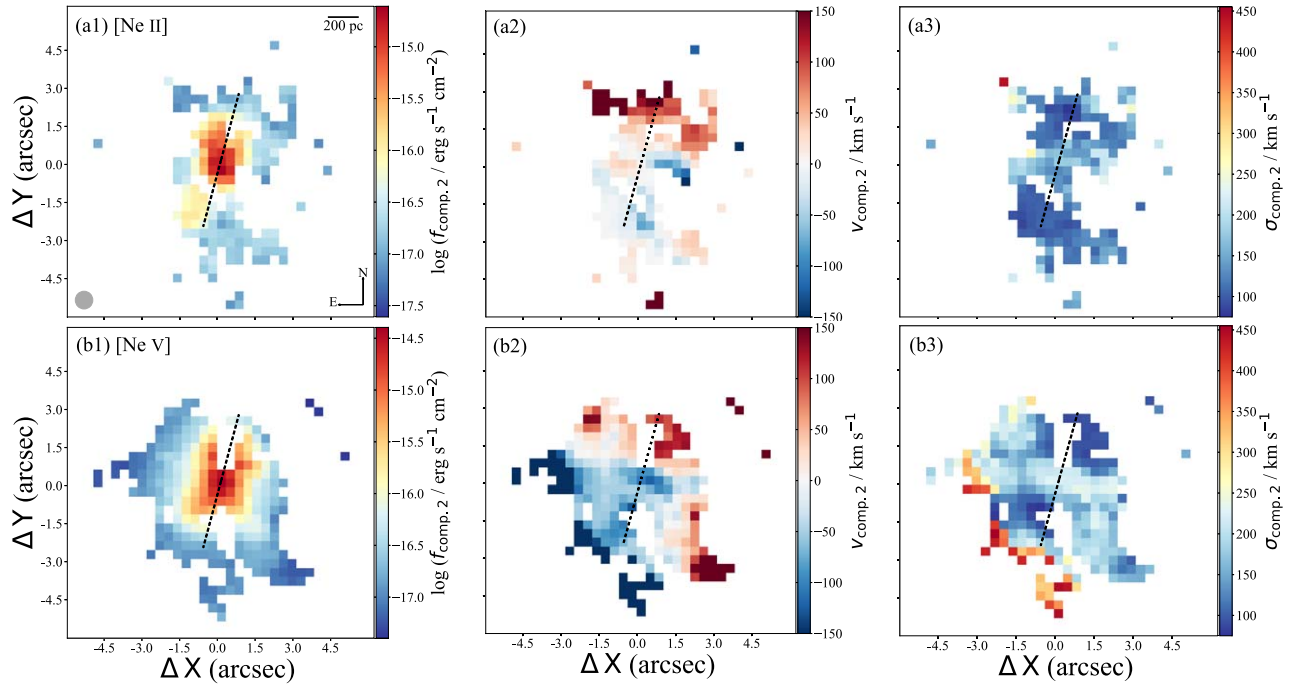 (a1) [Ne II]
200 pc
4.5
3.0
1.5
0.0
-1.5
-3.0
-4.5
Δ Y (arcsec)
N
E
−15.0
−15.5
−16.0
−16.5
−17.0
−17.5
log (f_comp. 2 / erg s⁻¹ cm⁻²)
(a2)
150
100
50
0
−50
−100
−150
v_comp. 2 / km s⁻¹
(a3)
450
400
350
300
250
200
150
100
σ_comp. 2 / km s⁻¹
(b1) [Ne V]
4.5
3.0
1.5
0.0
-1.5
-3.0
-4.5
Δ Y (arcsec)
-4.5 -3.0 -1.5 0.0 1.5 3.0 4.5
Δ X (arcsec)
−14.5
−15.0
−15.5
−16.0
−16.5
−17.0
log (f_comp. 2 / erg s⁻¹ cm⁻²)
(b2)
-4.5 -3.0 -1.5 0.0 1.5 3.0 4.5
Δ X (arcsec)
150
100
50
0
−50
−100
−150
v_comp. 2 / km s⁻¹
(b3)
-4.5 -3.0 -1.5 0.0 1.5 3.0 4.5
Δ X (arcsec)
450
400
350
300
250
200
150
100
σ_comp. 2 / km s⁻¹